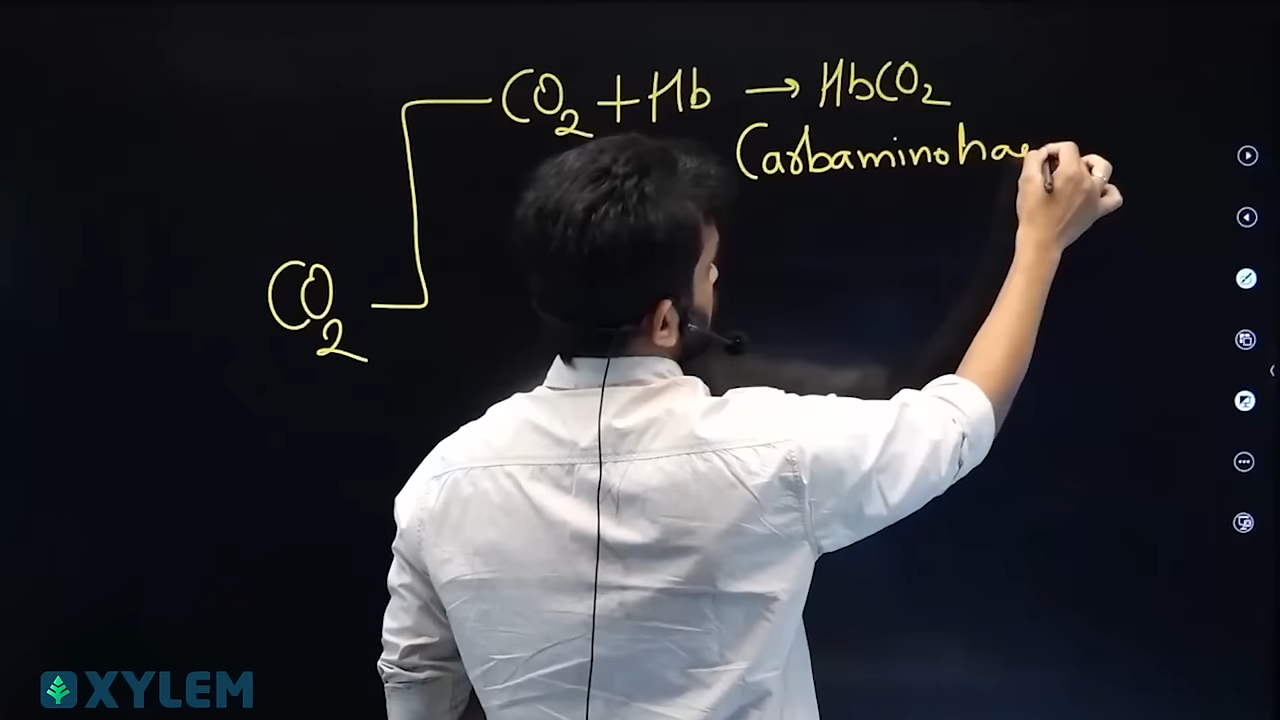 CO2 + Hb → HbCO2
Carbaminohae
CO2
XYLEM